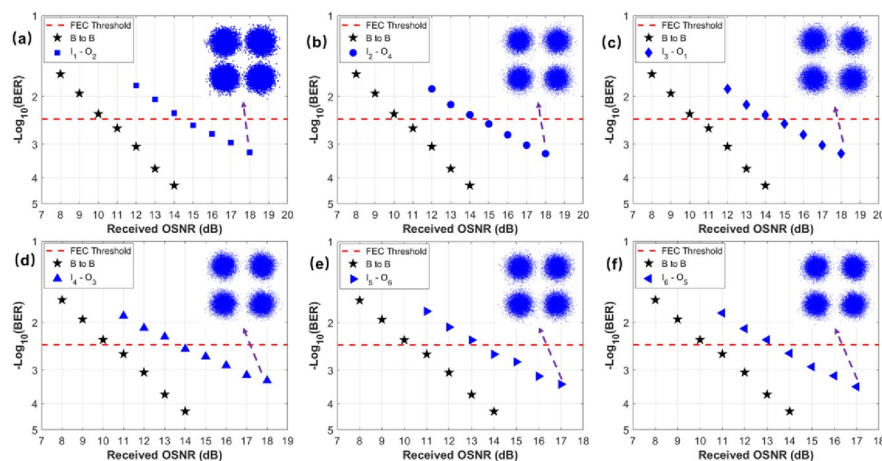 (a)
FEC Threshold
B to B
I1 - O2
1
2
3
4
5
-Log10(BER)
7 8 9 10 11 12 13 14 15 16 17 18 19 20
Received OSNR (dB)
(b)
FEC Threshold
B to B
I2 - O4
1
2
3
4
5
-Log10(BER)
7 8 9 10 11 12 13 14 15 16 17 18 19 20
Received OSNR (dB)
(c)
FEC Threshold
B to B
I3 - O1
1
2
3
4
5
-Log10(BER)
7 8 9 10 11 12 13 14 15 16 17 18 19 20
Received OSNR (dB)
(d)
FEC Threshold
B to B
I4 - O3
1
2
3
4
5
-Log10(BER)
7 8 9 10 11 12 13 14 15 16 17 18 19
Received OSNR (dB)
(e)
FEC Threshold
B to B
I5 - O6
1
2
3
4
5
-Log10(BER)
7 8 9 10 11 12 13 14 15 16 17 18
Received OSNR (dB)
(f)
FEC Threshold
B to B
I6 - O5
1
2
3
4
5
-Log10(BER)
7 8 9 10 11 12 13 14 15 16 17 18
Received OSNR (dB)